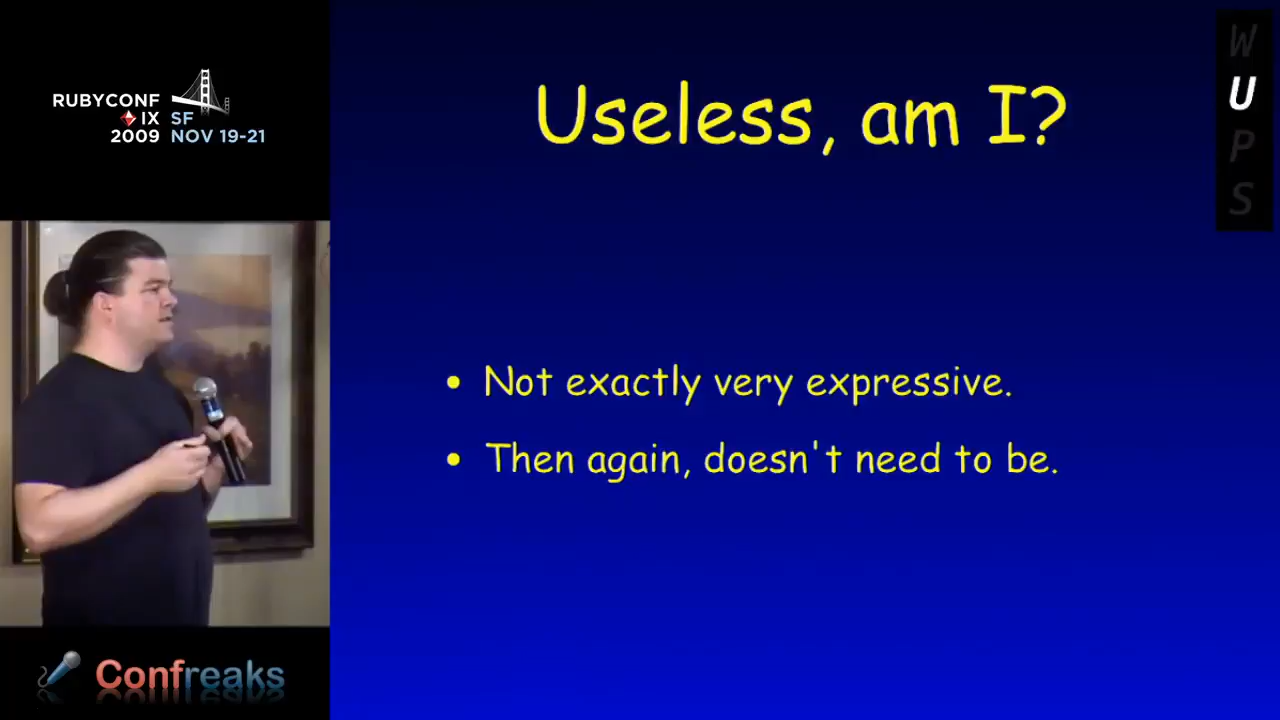 RUBYCONF
IX SF
2009 NOV 19-21
Useless, am I?
W
U
P
S
• Not exactly very expressive.
• Then again, doesn't need to be.
Confreaks